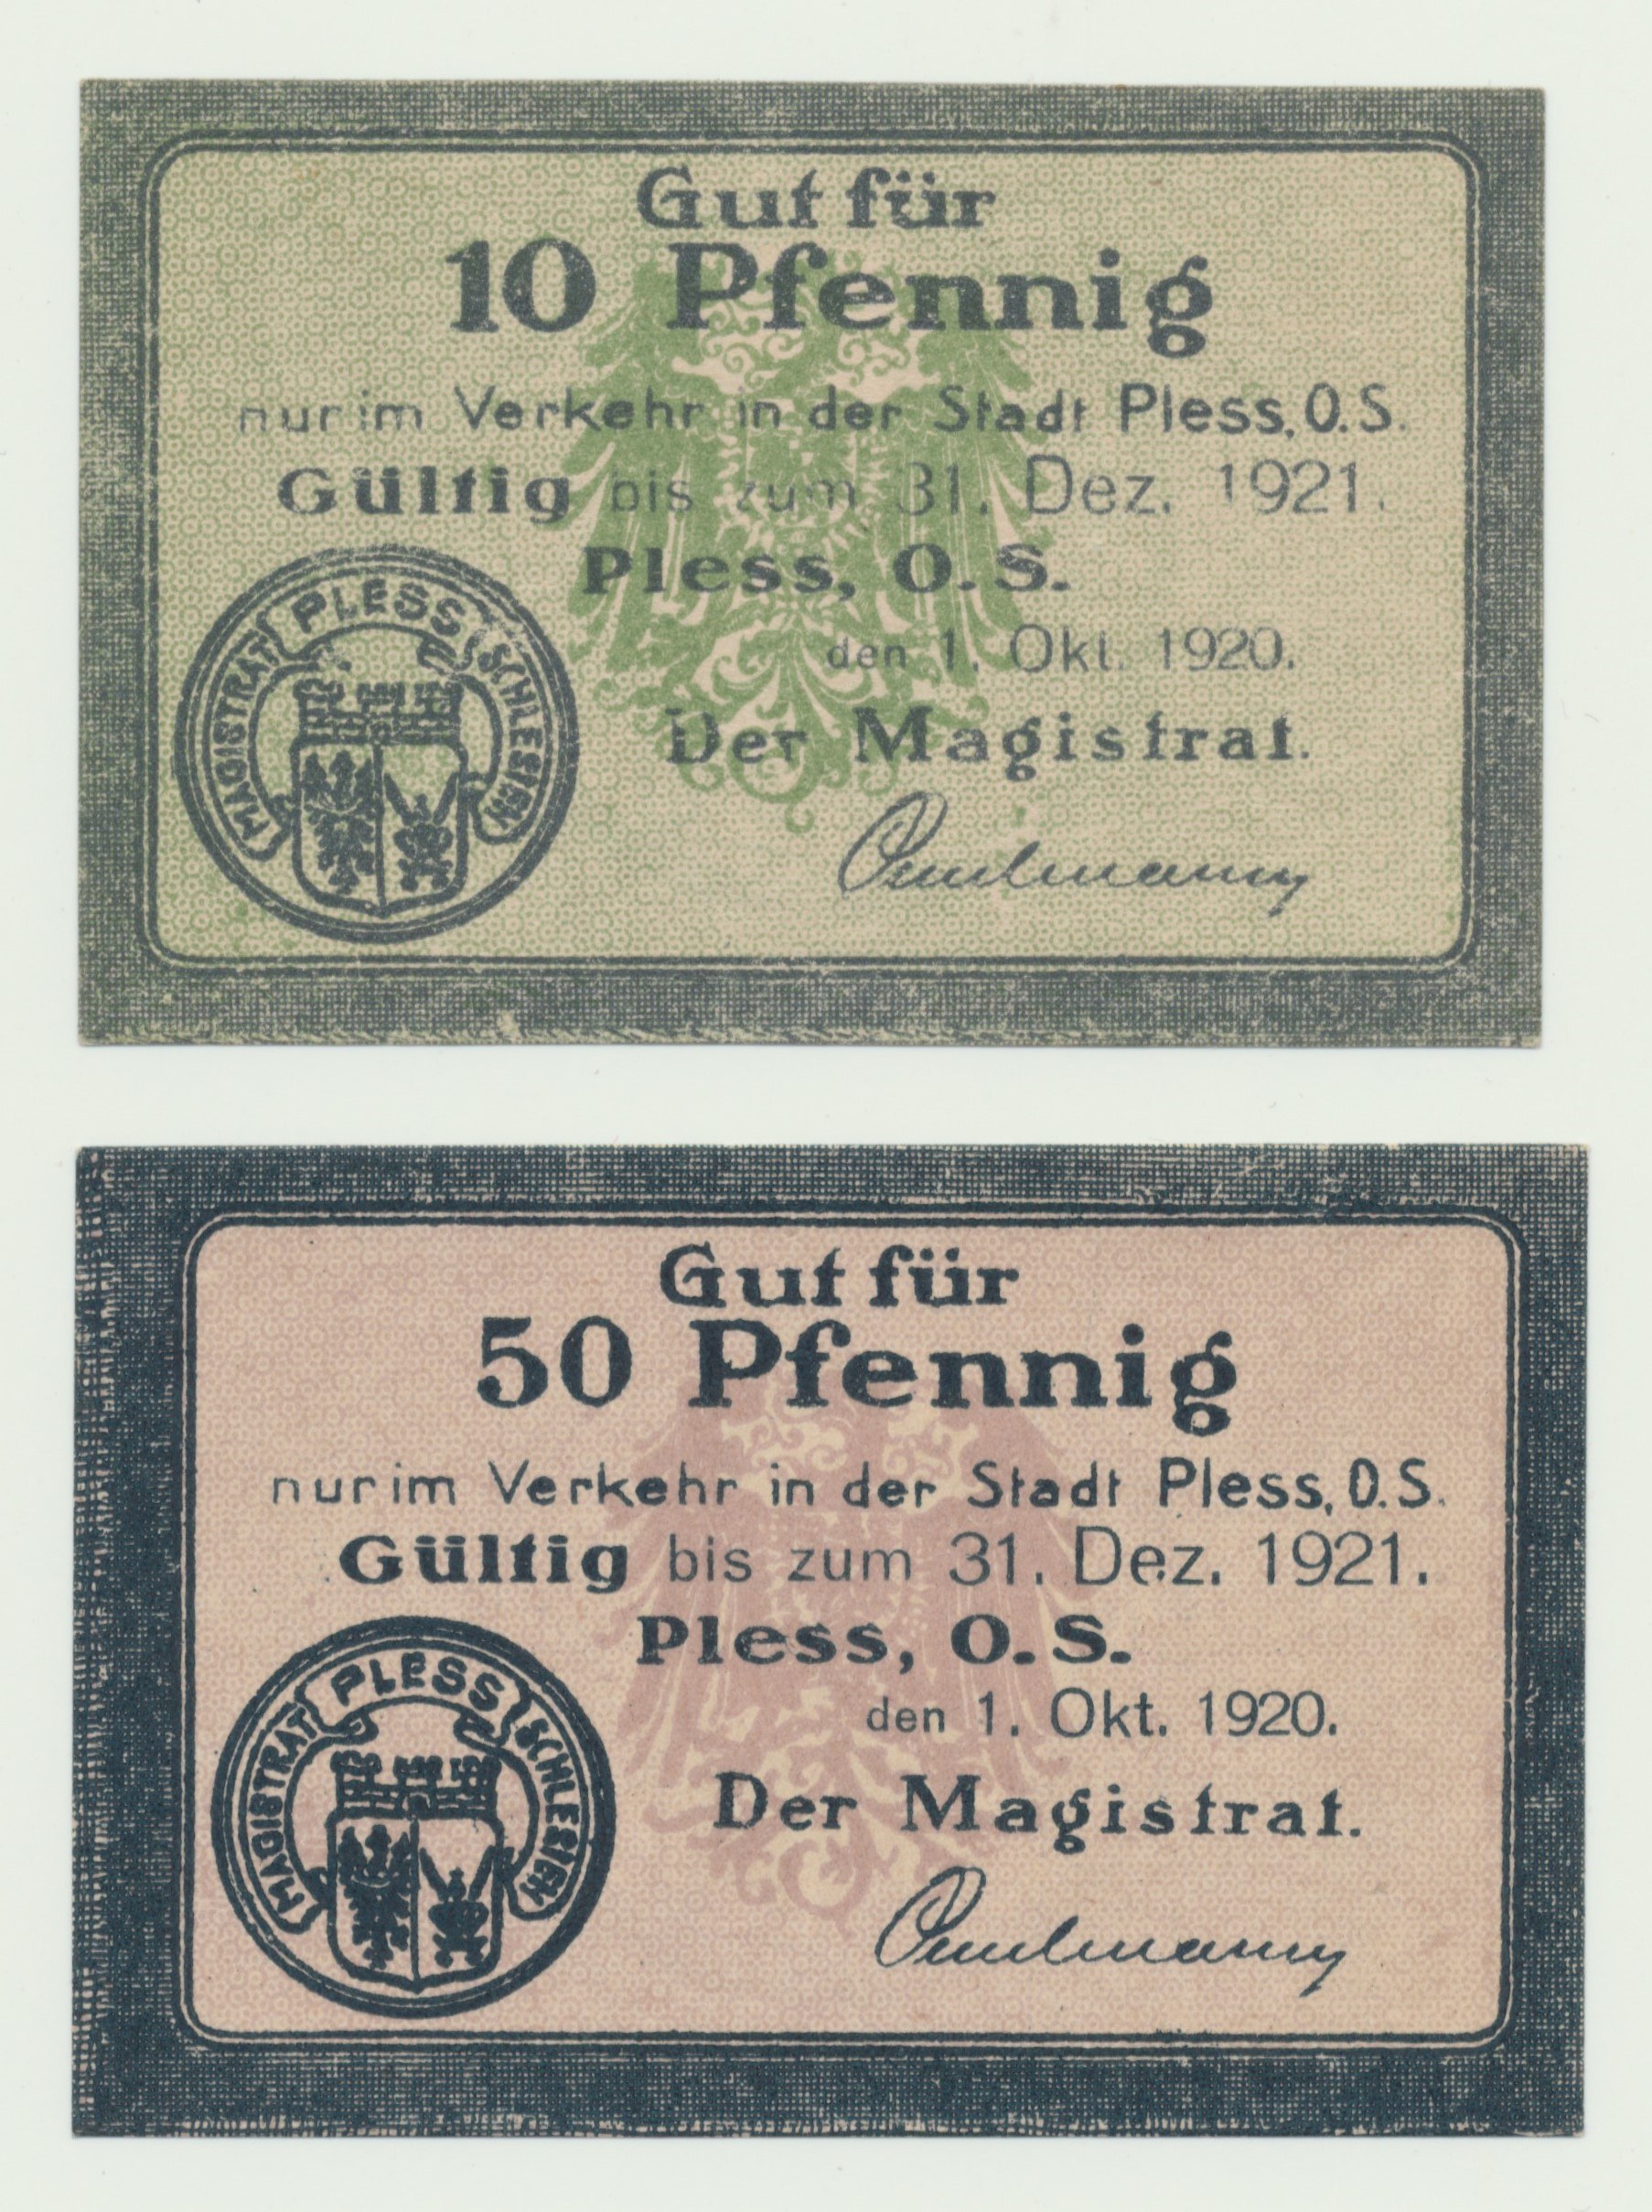 Gut für
10 Pfennig
nur im Verkehr in der Stadt Pless, O.S.
Gültig bis zum 31. Dez. 1921.
Pless, O.S.
den 1. Okt. 1920.
Der Magistrat.
MAGISTRAT PLESS SCHLESIEN
Gut für
50 Pfennig
nur im Verkehr in der Stadt Pless, O.S.
Gültig bis zum 31. Dez. 1921.
Pless, O.S.
den 1. Okt. 1920.
Der Magistrat.
MAGISTRAT PLESS SCHLESIEN